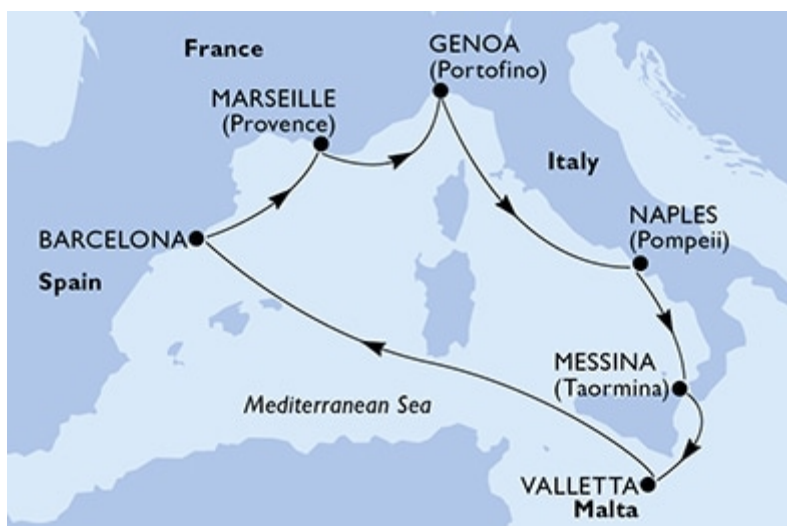 France
GENOA
(Portofino)
MARSEILLE
(Provence)
Italy
NAPLES
(Pompeii)
BARCELONA
Spain
MESSINA
(Taormina)
Mediterranean Sea
VALLETTA
Malta